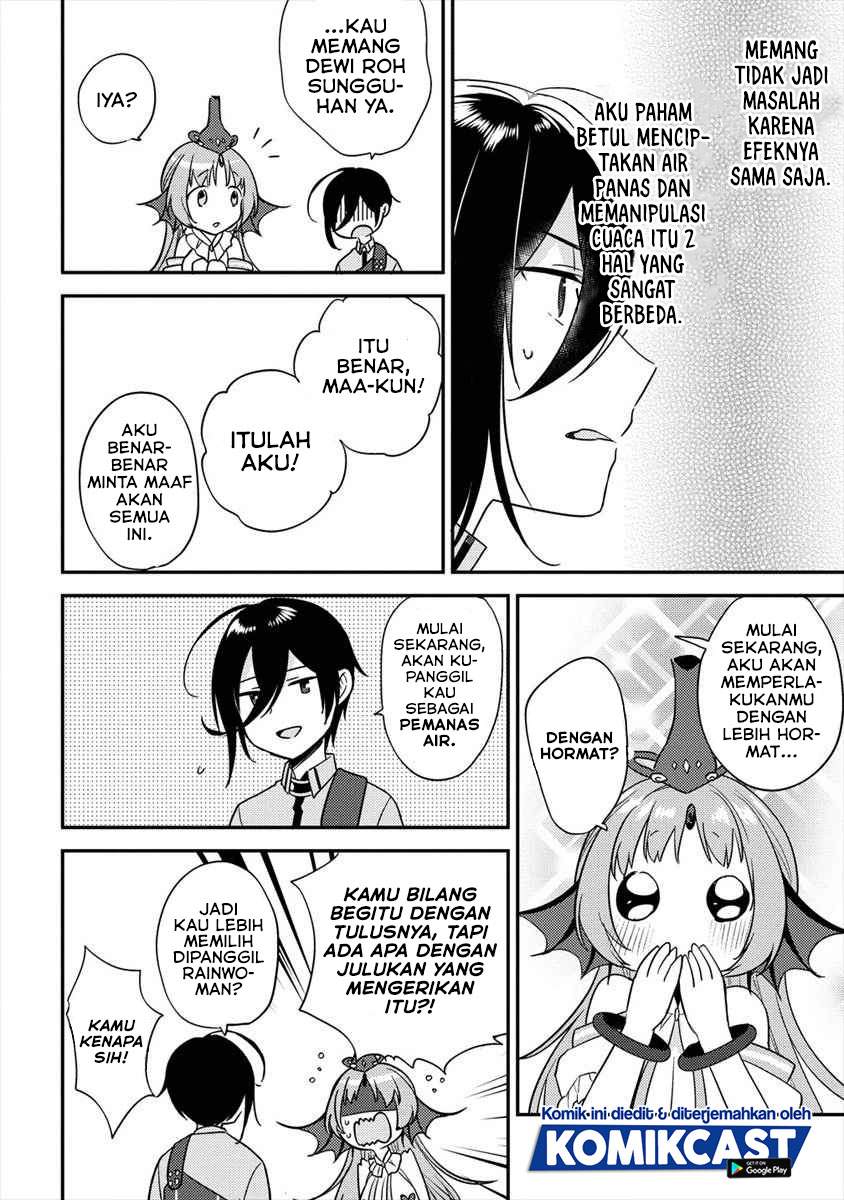 MEMANG
TIDAK JADI
MASALAH
KARENA
EFEKNYA
SAMA SAJA.
AKU PAHAM
BETUL MENCIP-
TAKAN AIR
PANAS DAN
MEMANIPULASI
CUACA ITU 2
HAL YANG
SANGAT
BERBEDA.
...KAU
MEMANG
DEWI ROH
SUNGGU-
HAN YA.
IYA?
ITU
BENAR,
MAA-KUN!
ITULAH
AKU!
AKU
BENAR-
BENAR
MINTA MAAF
AKAN
SEMUA
INI.
MULAI
SEKARANG,
AKU AKAN
MEMPERLA-
KUKANMU
DENGAN
LEBIH HOR-
MAT...
DENGAN
HORMAT?
MULAI
SEKARANG,
AKAN KU-
PANGGIL
KAU
SEBAGAI
PEMANAS
AIR.
KAMU BILANG
BEGITU DENGAN
TULUSNYA, TAPI
ADA APA DENGAN
JULUKAN YANG
MENGERIKAN
ITU?!
JADI
KAU LEBIH
MEMILIH
DIPANGGIL
RAINWO-
MAN?
KAMU
KENAPA
SIH!
Komik ini diedit & diterjemahkan oleh
KOMIKCAST
GET IT ON
Google Play